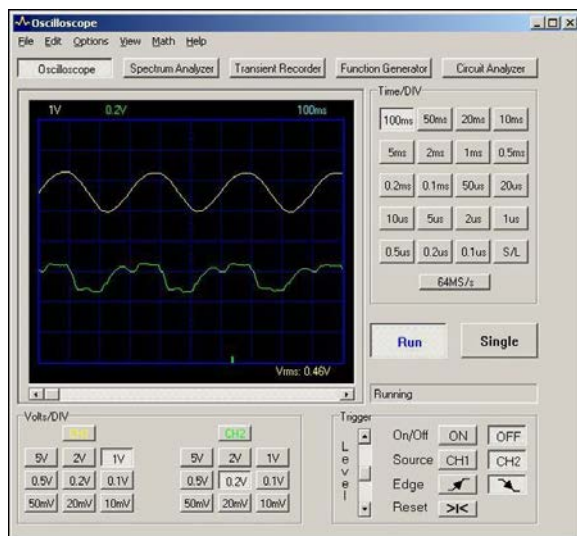 Oscilloscope
File Edit Options View Math Help
Oscilloscope Spectrum Analyzer Transient Recorder Function Generator Circuit Analyzer
1V 0.2V 100ms
Vrms: 0.46V
Time/DIV
100ms 50ms 20ms 10ms
5ms 2ms 1ms 0.5ms
0.2ms 0.1ms 50us 20us
10us 5us 2us 1us
0.5us 0.2us 0.1us S/L
64MS/s
Run Single
Running
Volts/DIV
CH1 CH2
5V 2V 1V 5V 2V 1V
0.5V 0.2V 0.1V 0.5V 0.2V 0.1V
50mV 20mV 10mV 50mV 20mV 10mV
Trigger
Level
On/Off ON OFF
Source CH1 CH2
Edge
Reset >I<